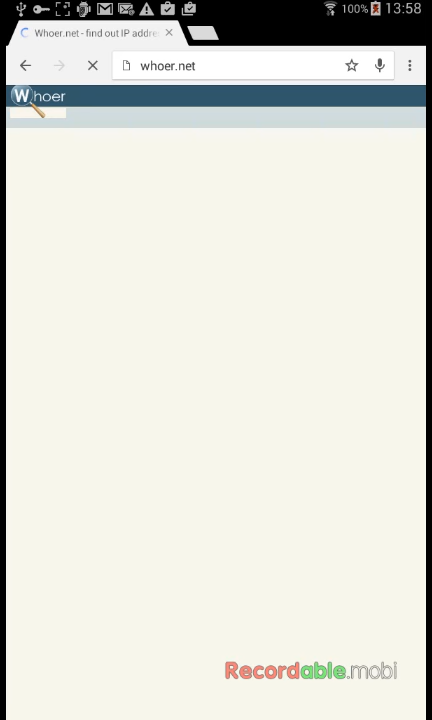 100% 13:58
Whoer.net - find out IP addre
whoer.net
Whoer
Recordable.mobi